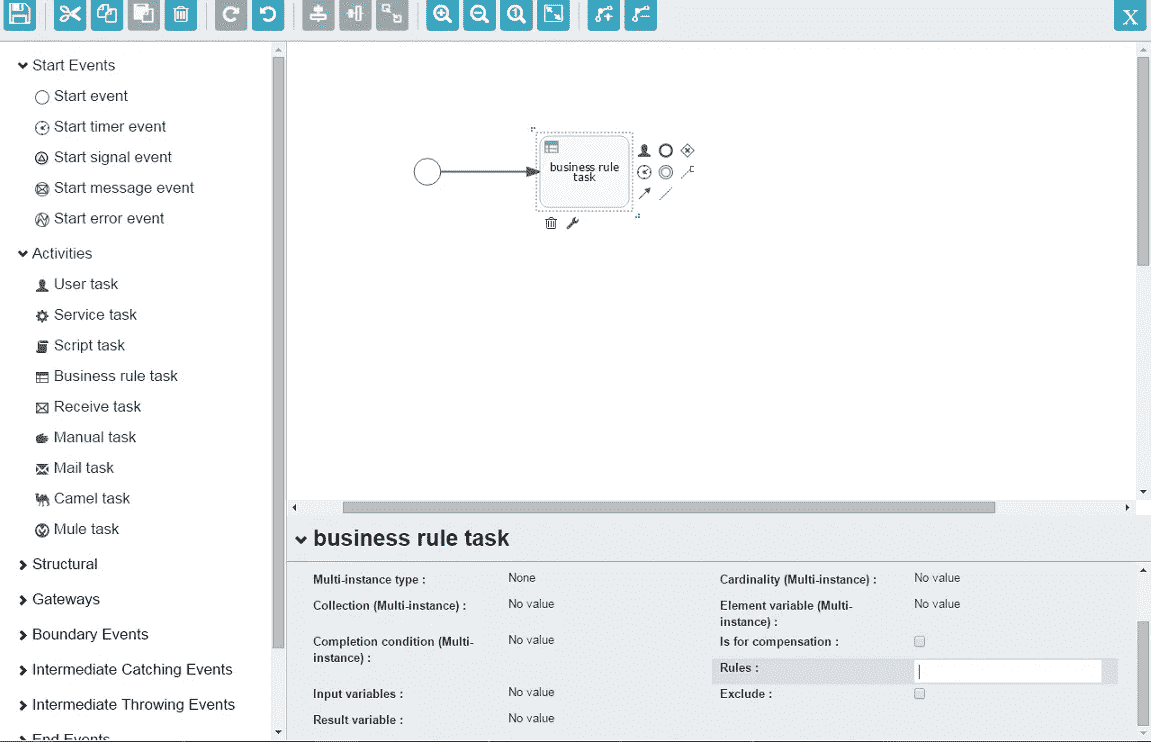 X
Start Events
Start event
Start timer event
Start signal event
Start message event
Start error event
Activities
User task
Service task
Script task
Business rule task
Receive task
Manual task
Mail task
Camel task
Mule task
Structural
Gateways
Boundary Events
Intermediate Catching Events
Intermediate Throwing Events
End Events
business rule
task
business rule task
Multi-instance type :
None
Cardinality (Multi-instance) :
No value
Collection (Multi-instance) :
No value
Element variable (Multi-
instance) :
No value
Completion condition (Multi-
instance) :
No value
Is for compensation :
Rules :
Input variables :
No value
Exclude :
Result variable :
No value